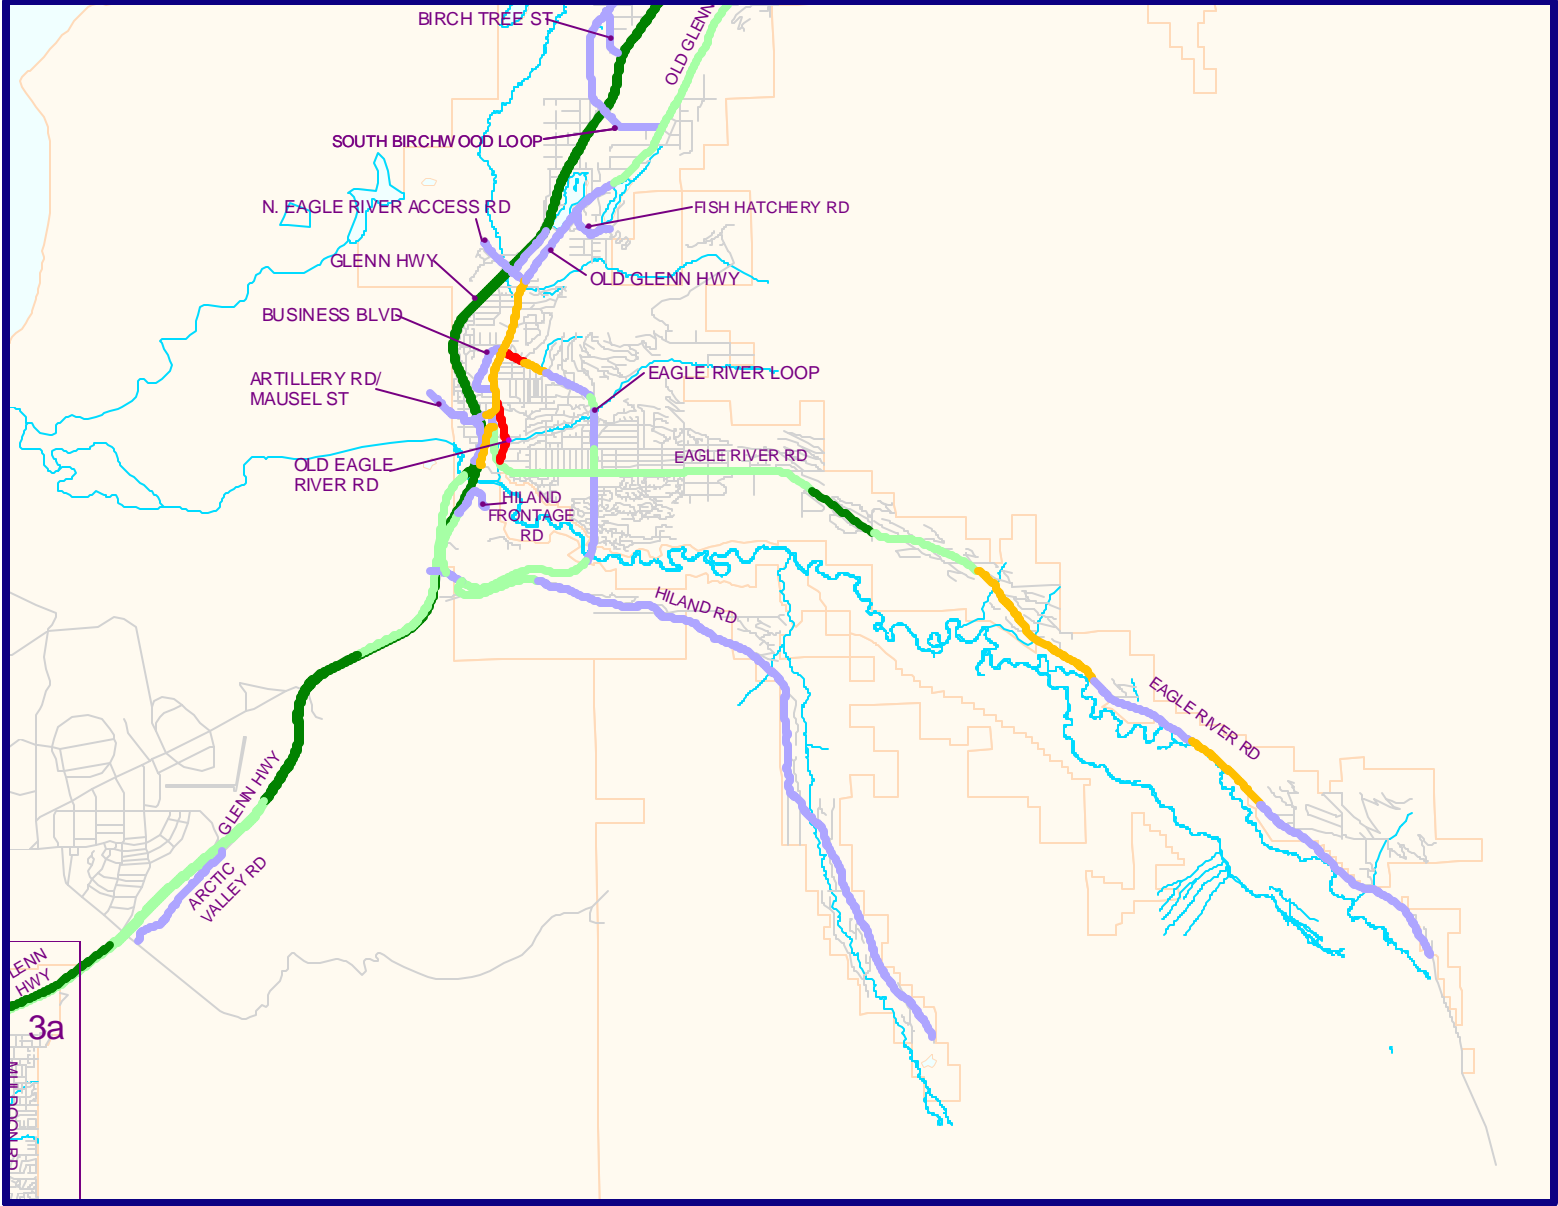 BIRCH TREE ST
OLD GLENN
SOUTH BIRCHWOOD LOOP
N. EAGLE RIVER ACCESS RD
FISH HATCHERY RD
GLENN HWY
OLD GLENN HWY
BUSINESS BLVD
ARTILLERY RD/
MAUSEL ST
EAGLE RIVER LOOP
OLD EAGLE
RIVER RD
EAGLE RIVER RD
HILAND
FRONTAGE
RD
HILAND RD
EAGLE RIVER RD
GLENN HWY
ARCTIC
VALLEY RD
LENN
HWY
3a
MULDOON RD